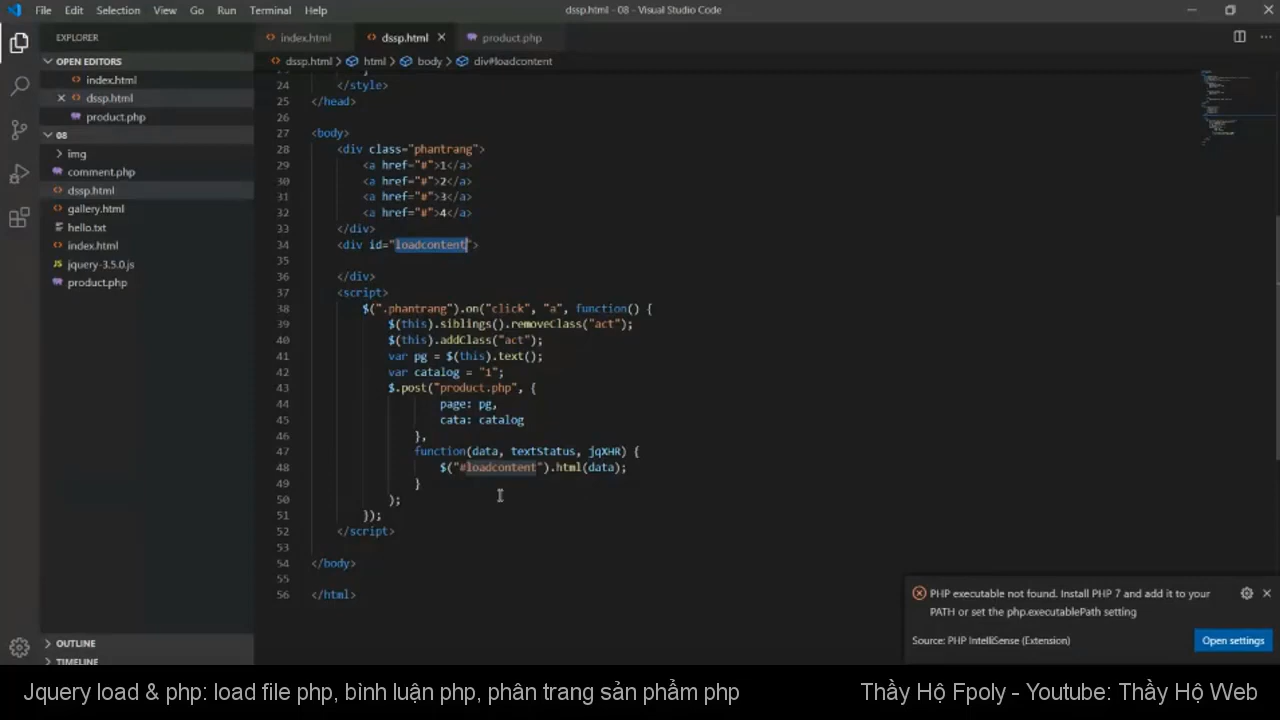 File Edit Selection View Go Run Terminal Help
dssp.html - 08 - Visual Studio Code
EXPLORER
OPEN EDITORS
index.html
dssp.html
product.php
08
img
comment.php
dssp.html
gallery.html
hello.txt
index.html
jquery-3.5.0.js
product.php
OUTLINE
TIMELINE
index.html dssp.html product.php
dssp.html > html > body > div#loadcontent
24 </style>
25 </head>
26
27 <body>
28 <div class="phantrang">
29 <a href="#">1</a>
30 <a href="#">2</a>
31 <a href="#">3</a>
32 <a href="#">4</a>
33 </div>
34 <div id="loadcontent">
35
36 </div>
37 <script>
38 $(".phantrang").on("click", "a", function() {
39 $(this).siblings().removeClass("act");
40 $(this).addClass("act");
41 var pg = $(this).text();
42 var catalog = "1";
43 $.post("product.php", {
44 page: pg,
45 cata: catalog
46 },
47 function(data, textStatus, jqXHR) {
48 $("#loadcontent").html(data);
49 }
50 );
51 });
52 </script>
53
54 </body>
55
56 </html>
PHP executable not found. Install PHP 7 and add it to your
PATH or set the php.executablePath setting
Source: PHP IntelliSense (Extension)
Open settings
Jquery load & php: load file php, bình luận php, phân trang sản phẩm php
Thầy Hộ Fpoly - Youtube: Thầy Hộ Web